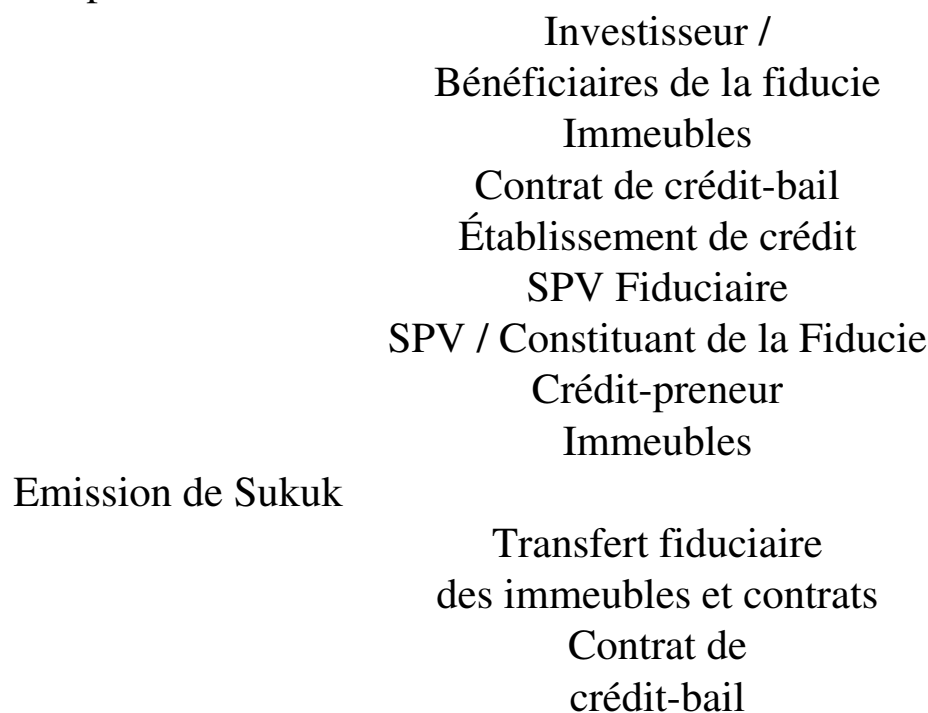 Investisseur /
Bénéficiaires de la fiducie
Immeubles
Contrat de crédit-bail
Établissement de crédit
SPV Fiduciaire
SPV / Constituant de la Fiducie
Crédit-preneur
Immeubles
Emission de Sukuk
Transfert fiduciaire
des immeubles et contrats
Contrat de
crédit-bail